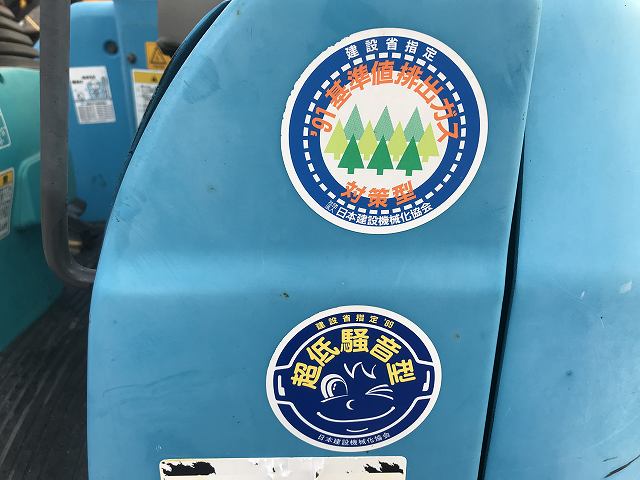 建設省指定
'91基準値排出ガス
対策型
日本建設機械化協会
建設省指定'89
超低騒音型
日本建設機械化協会